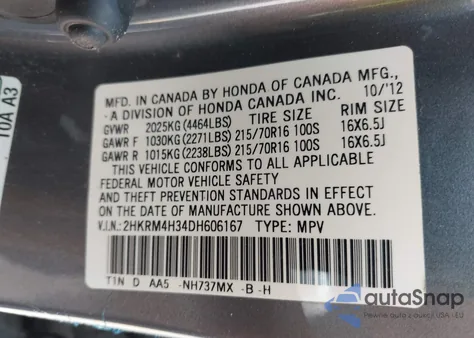 MFD. IN CANADA BY HONDA OF CANADA MFG.,
A DIVISION OF HONDA CANADA INC. 10/'12
GVWR 2025KG (4464LBS) TIRE SIZE RIM SIZE
GAWR F 1030KG (2271LBS) 215/70R16 100S 16X6.5J
GAWR R 1015KG (2238LBS) 215/70R16 100S 16X6.5J
THIS VEHICLE CONFORMS TO ALL APPLICABLE
FEDERAL MOTOR VEHICLE SAFETY
AND THEFT PREVENTION STANDARDS IN EFFECT
ON THE DATE OF MANUFACTURE SHOWN ABOVE.
V.I.N.: 2HKRM4H34DH606167 TYPE: MPV
T1N D AA5 -NH737MX -B -H
10A A3
autoSnap